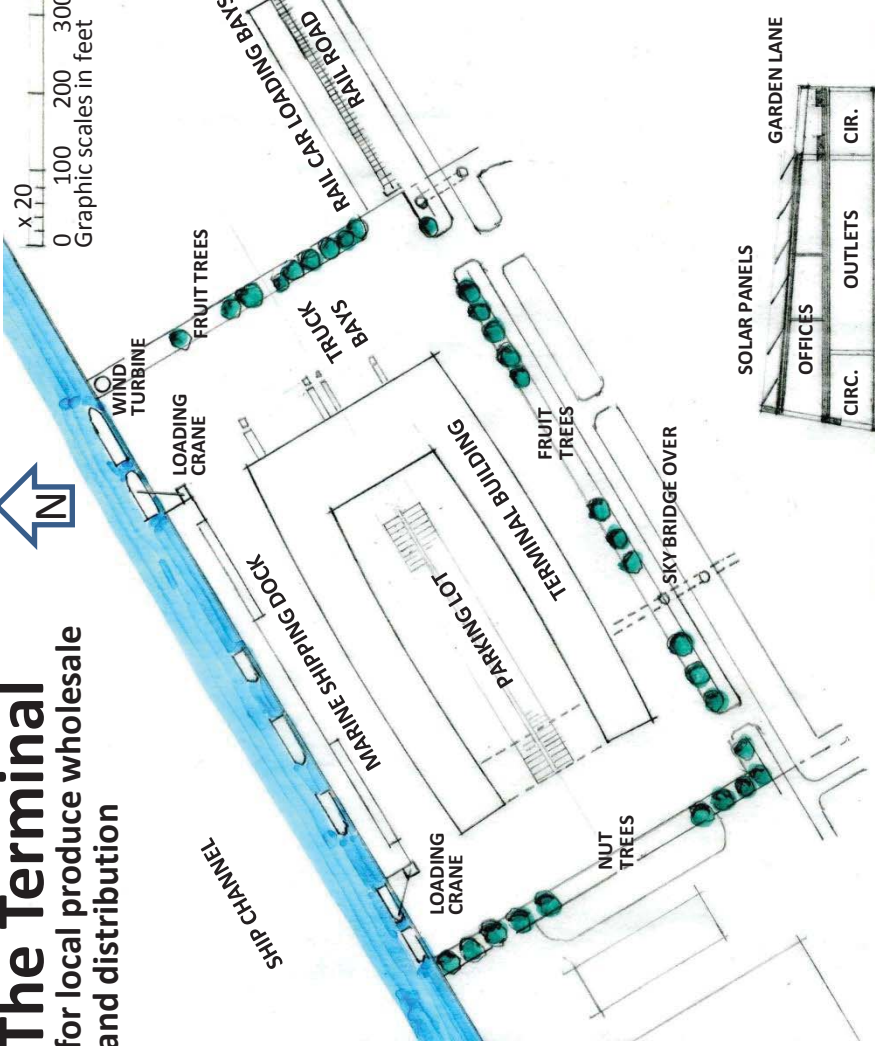 The Terminal
for local produce wholesale
and distribution
N
x 20
0 100 200 300
Graphic scales in feet
RAIL CAR LOADING BAYS
RAIL ROAD
WIND
TURBINE
FRUIT TREES
LOADING
CRANE
TRUCK
BAYS
MARINE SHIPPING DOCK
TERMINAL BUILDING
PARKING LOT
FRUIT
TREES
SKY BRIDGE OVER
SHIP CHANNEL
LOADING
CRANE
NUT
TREES
SOLAR PANELS
GARDEN LANE
OFFICES
CIRC.
OUTLETS
CIR.